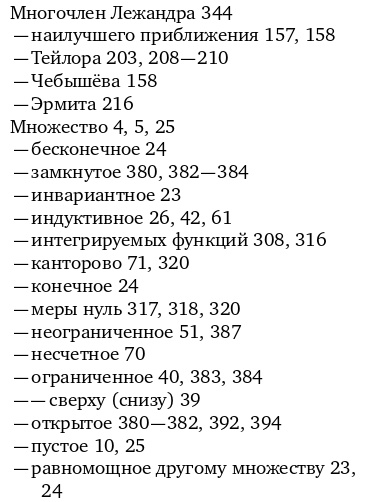 Многочлен Лежандра 344
— наилучшего приближения 157, 158
— Тейлора 203, 208—210
— Чебышёва 158
— Эрмита 216
Множество 4, 5, 25
— бесконечное 24
— замкнутое 380, 382—384
— инвариантное 23
— индуктивное 26, 42, 61
— интегрируемых функций 308, 316
— канторово 71, 320
— конечное 24
— меры нуль 317, 318, 320
— неограниченное 51, 387
— несчетное 70
— ограниченное 40, 383, 384
— — сверху (снизу) 39
— открытое 380—382, 392, 394
— пустое 10, 25
— равномощное другому множеству 23,
24